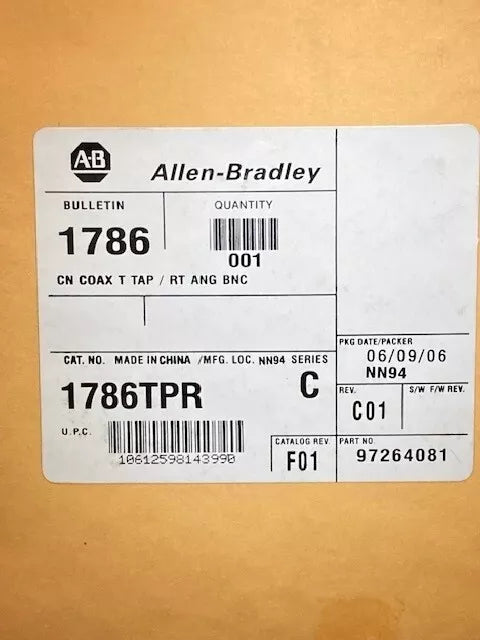 A-B
Allen-Bradley
BULLETIN
QUANTITY
1786
001
CN COAX T TAP / RT ANG BNC
PKG DATE/PACKER
06/09/06
NN94
CAT. NO. MADE IN CHINA /MFG. LOC. NN94 SERIES
1786TPR
C
REV.
S/W F/W REV.
C01
U.P.C.
10612598143990
CATALOG REV.
F01
PART NO.
97264081